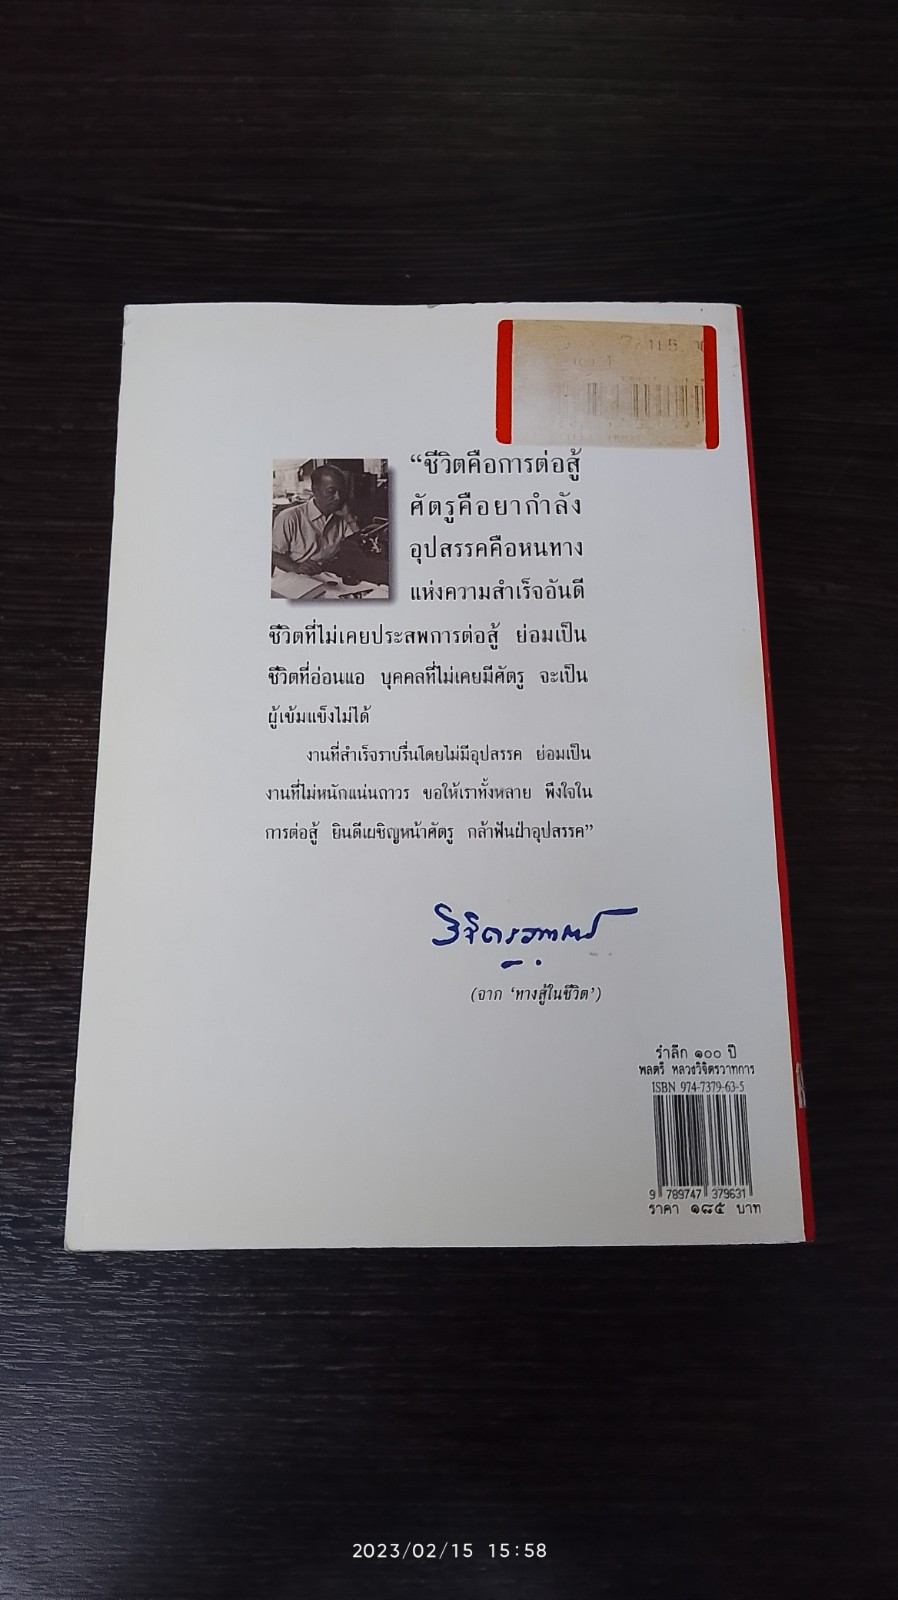 “ชีวิตคือการต่อสู้
ศัตรูคือยากำลัง
อุปสรรคคือหนทาง
แห่งความสำเร็จอันดี
ชีวิตที่ไม่เคยประสพการต่อสู้ ย่อมเป็น
ชีวิตที่อ่อนแอ บุคคลที่ไม่เคยมีศัตรู จะเป็น
ผู้เข้มแข็งไม่ได้
งานที่สำเร็จราบรื่นโดยไม่มีอุปสรรค ย่อมเป็น
งานที่ไม่หนักแน่นถาวร ขอให้เราทั้งหลาย พึงใจใน
การต่อสู้ ยินดีเผชิญหน้าศัตรู กล้าฟันฝ่าอุปสรรค”
(จาก ‘ทางสู้ในชีวิต’)
รำลึก ๑๐๐ ปี
พลตรี หลวงวิจิตรวาทการ
ISBN 974-7379-63-5
9 789747 379631
ราคา ๑๘๕ บาท
2023/02/15 15:58